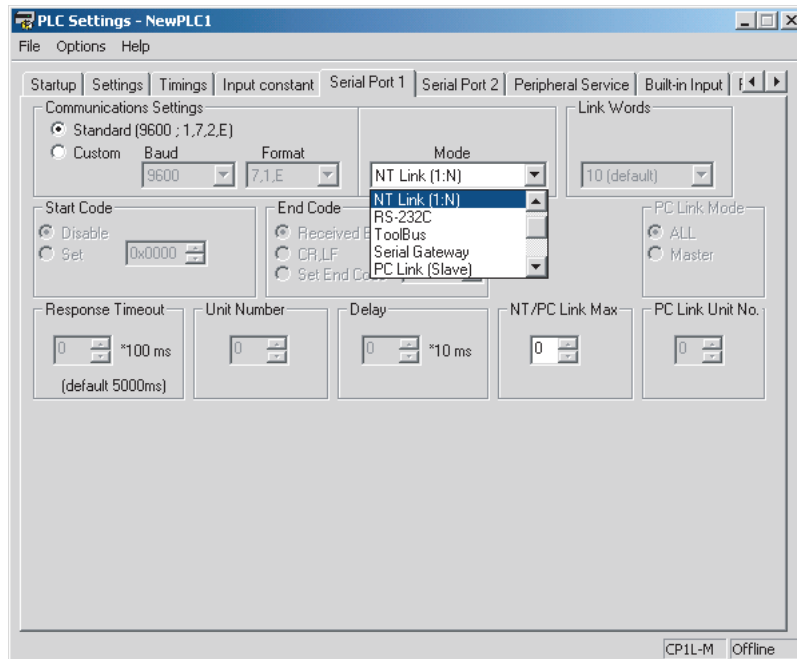 PLC Settings - NewPLC1
File Options Help
Startup Settings Timings Input constant Serial Port 1 Serial Port 2 Peripheral Service Built-in Input
Communications Settings
Standard (9600 ; 1,7,2,E)
Custom Baud Format
9600 7,1,E
Mode
NT Link (1:N)
NT Link (1:N)
RS-232C
ToolBus
Serial Gateway
PC Link (Slave)
Link Words
10 (default)
Start Code
Disable
Set 0x0000
End Code
Received
CR,LF
Set End
PC Link Mode
ALL
Master
Response Timeout
0 *100 ms
(default 5000ms)
Unit Number
0
Delay
0 *10 ms
NT/PC Link Max
0
PC Link Unit No.
0
CP1L-M Offline